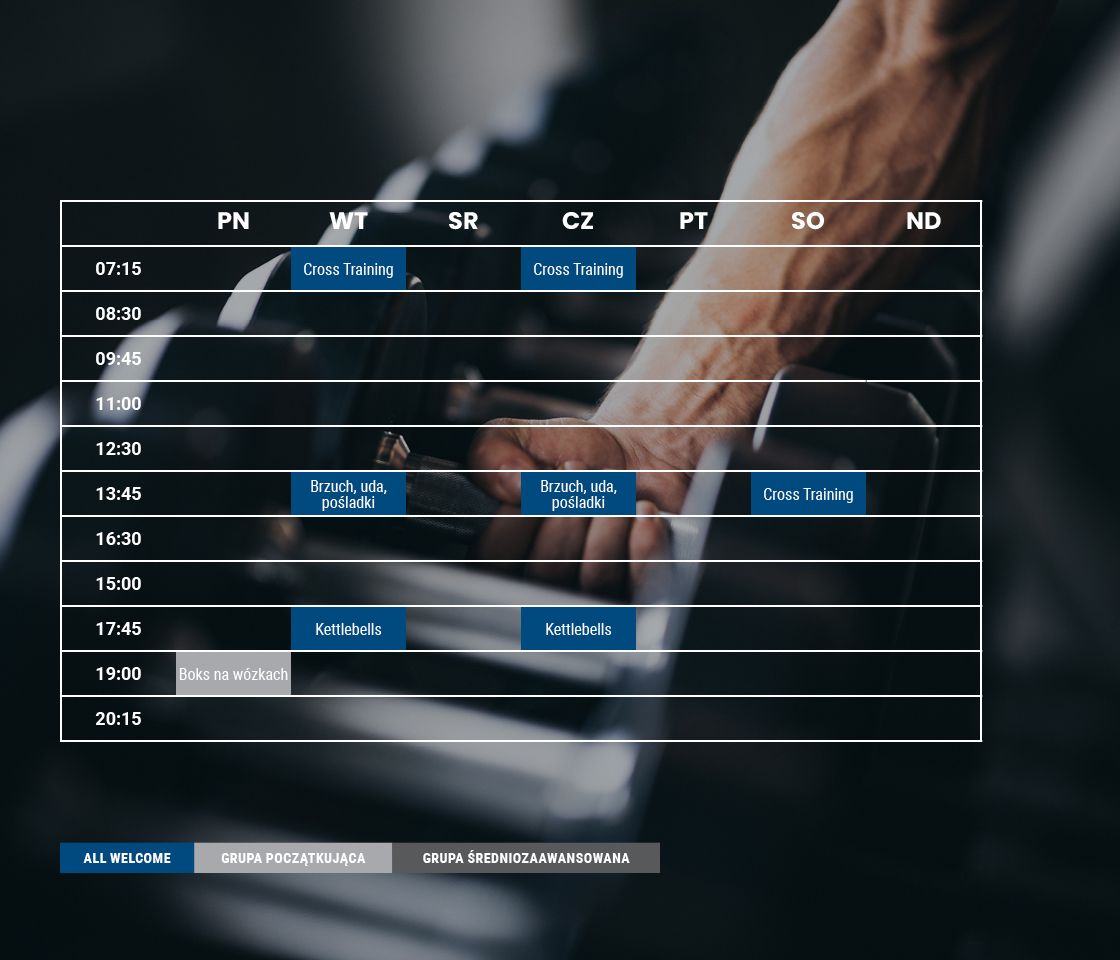 PN WT SR CZ PT SO ND
07:15 Cross Training Cross Training
08:30
09:45
11:00
12:30
13:45 Brzuch, uda, pośladki Brzuch, uda, pośladki Cross Training
16:30
15:00
17:45 Kettlebells Kettlebells
19:00 Boks na wózkach
20:15
ALL WELCOME GRUPA POCZĄTKUJĄCA GRUPA ŚREDNIOZAAWANSOWANA